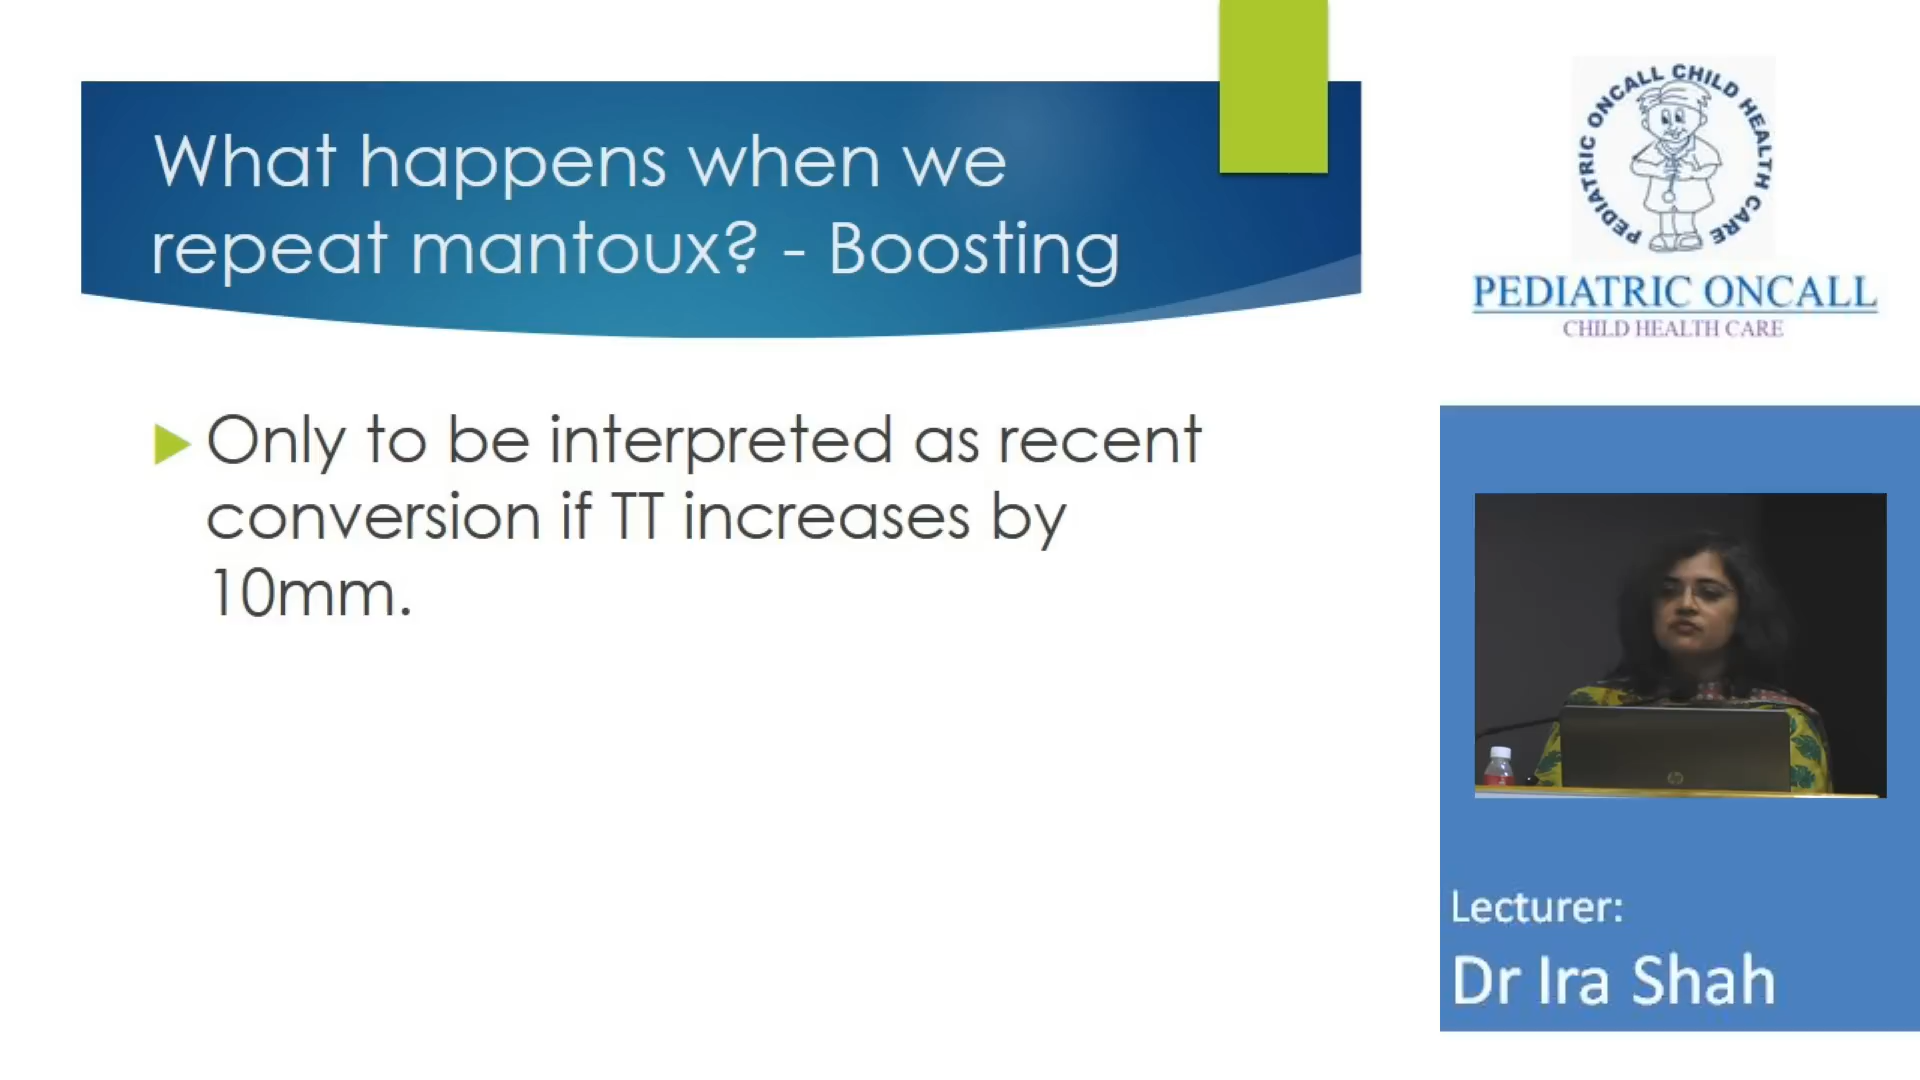 What happens when we
repeat mantoux? - Boosting
Only to be interpreted as recent
conversion if TT increases by
10mm.
PEDIATRIC ONCALL CHILD HEALTH CARE
PEDIATRIC ONCALL
CHILD HEALTH CARE
hp
Lecturer:
Dr Ira Shah